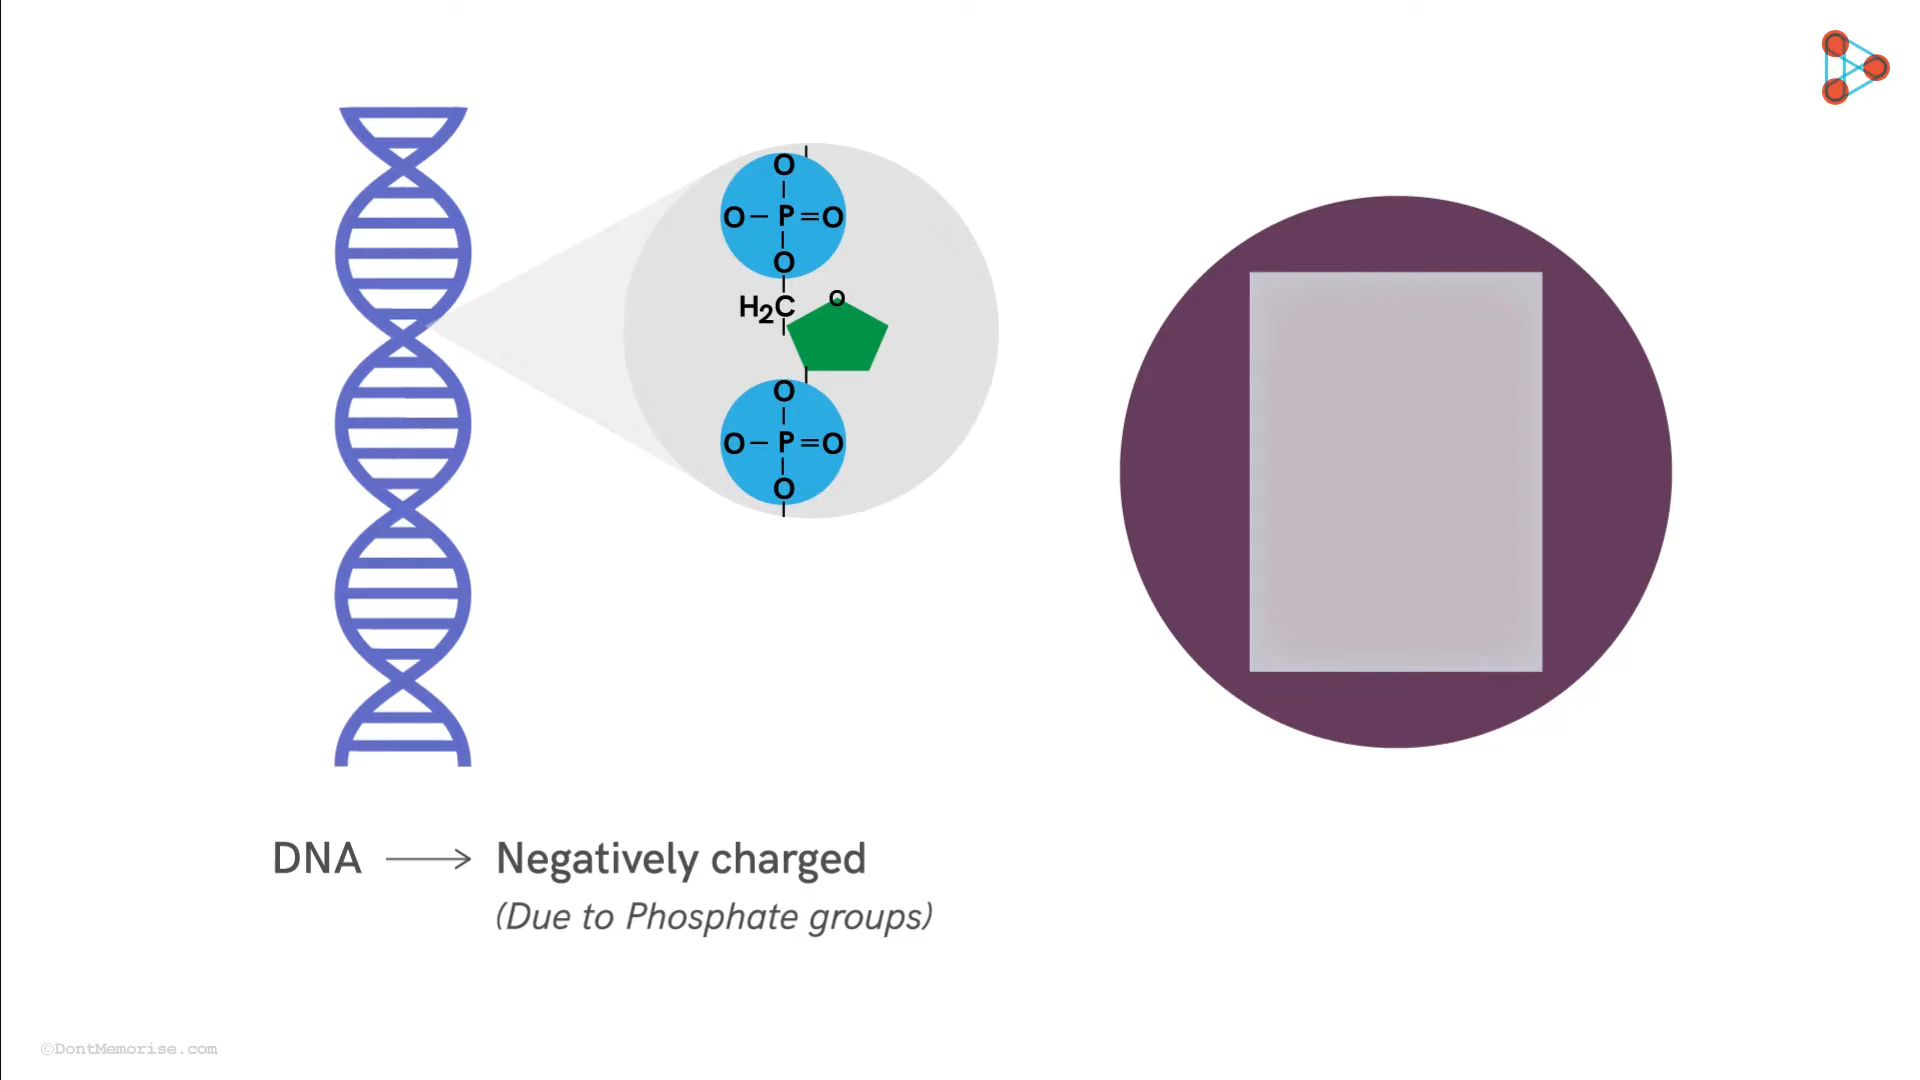 O
O – P = O
O
H2C
O
O
O – P = O
O
DNA → Negatively charged
(Due to Phosphate groups)
©DontMemorise.com